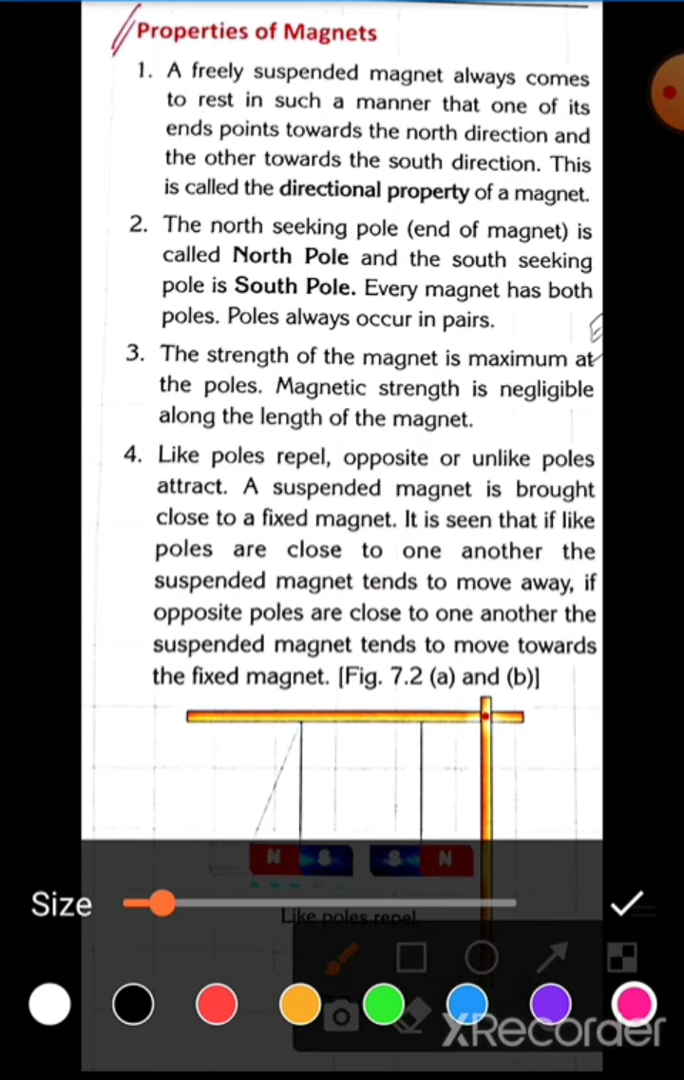 Properties of Magnets
1. A freely suspended magnet always comes
to rest in such a manner that one of its
ends points towards the north direction and
the other towards the south direction. This
is called the directional property of a magnet.
2. The north seeking pole (end of magnet) is
called North Pole and the south seeking
pole is South Pole. Every magnet has both
poles. Poles always occur in pairs.
3. The strength of the magnet is maximum at
the poles. Magnetic strength is negligible
along the length of the magnet.
4. Like poles repel, opposite or unlike poles
attract. A suspended magnet is brought
close to a fixed magnet. It is seen that if like
poles are close to one another the
suspended magnet tends to move away, if
opposite poles are close to one another the
suspended magnet tends to move towards
the fixed magnet. [Fig. 7.2 (a) and (b)]
N S S N
Size
Like poles repel.
XRecorder